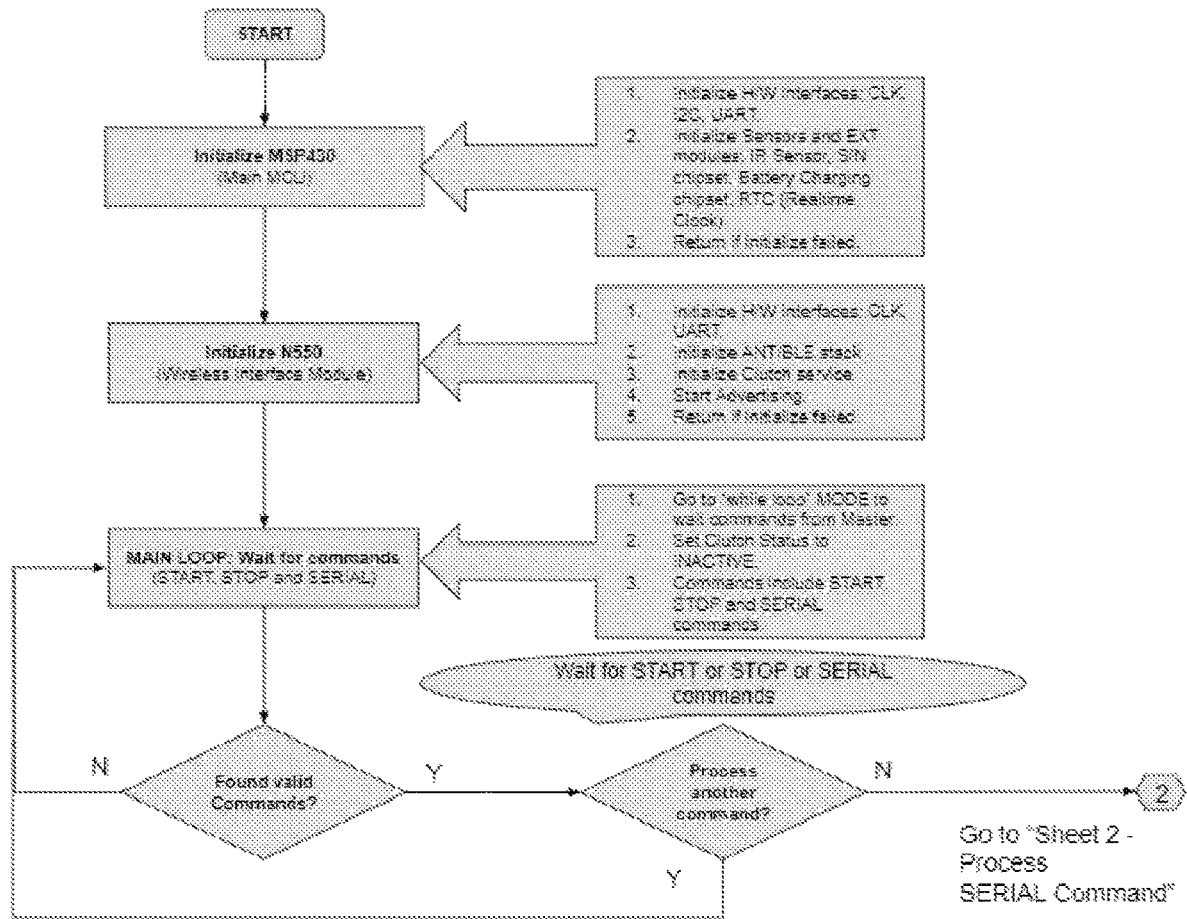 START
1. Initialize H/W interfaces: CLK,
I2C, UART.
2. Initialize Sensors and EXT
modules: IR Sensor, SIN
chipset, Battery Charging
chipset, RTC (Realtime
Clock)
3. Return if initialize failed.
Initialize MSP430
(Main MCU)
1. Initialize H/W interfaces: CLK,
UART
2. Initialize ANT/BLE stack
3. Initialize Clutch service
4. Start Advertising.
5. Return if initialize failed.
Initialize N550
(Wireless Interface Module)
1. Go to "while loop" MODE to
wait commands from Master
2. Set Clutch Status to
INACTIVE.
3. Commands include START,
STOP and SERIAL
commands
MAIN LOOP: Wait for commands
(START, STOP and SERIAL)
Wait for START or STOP or SERIAL
commands
N
Found valid
Commands?
Y
Process
another
command?
N
2
Y
Go to "Sheet 2 -
Process
SERIAL Command"